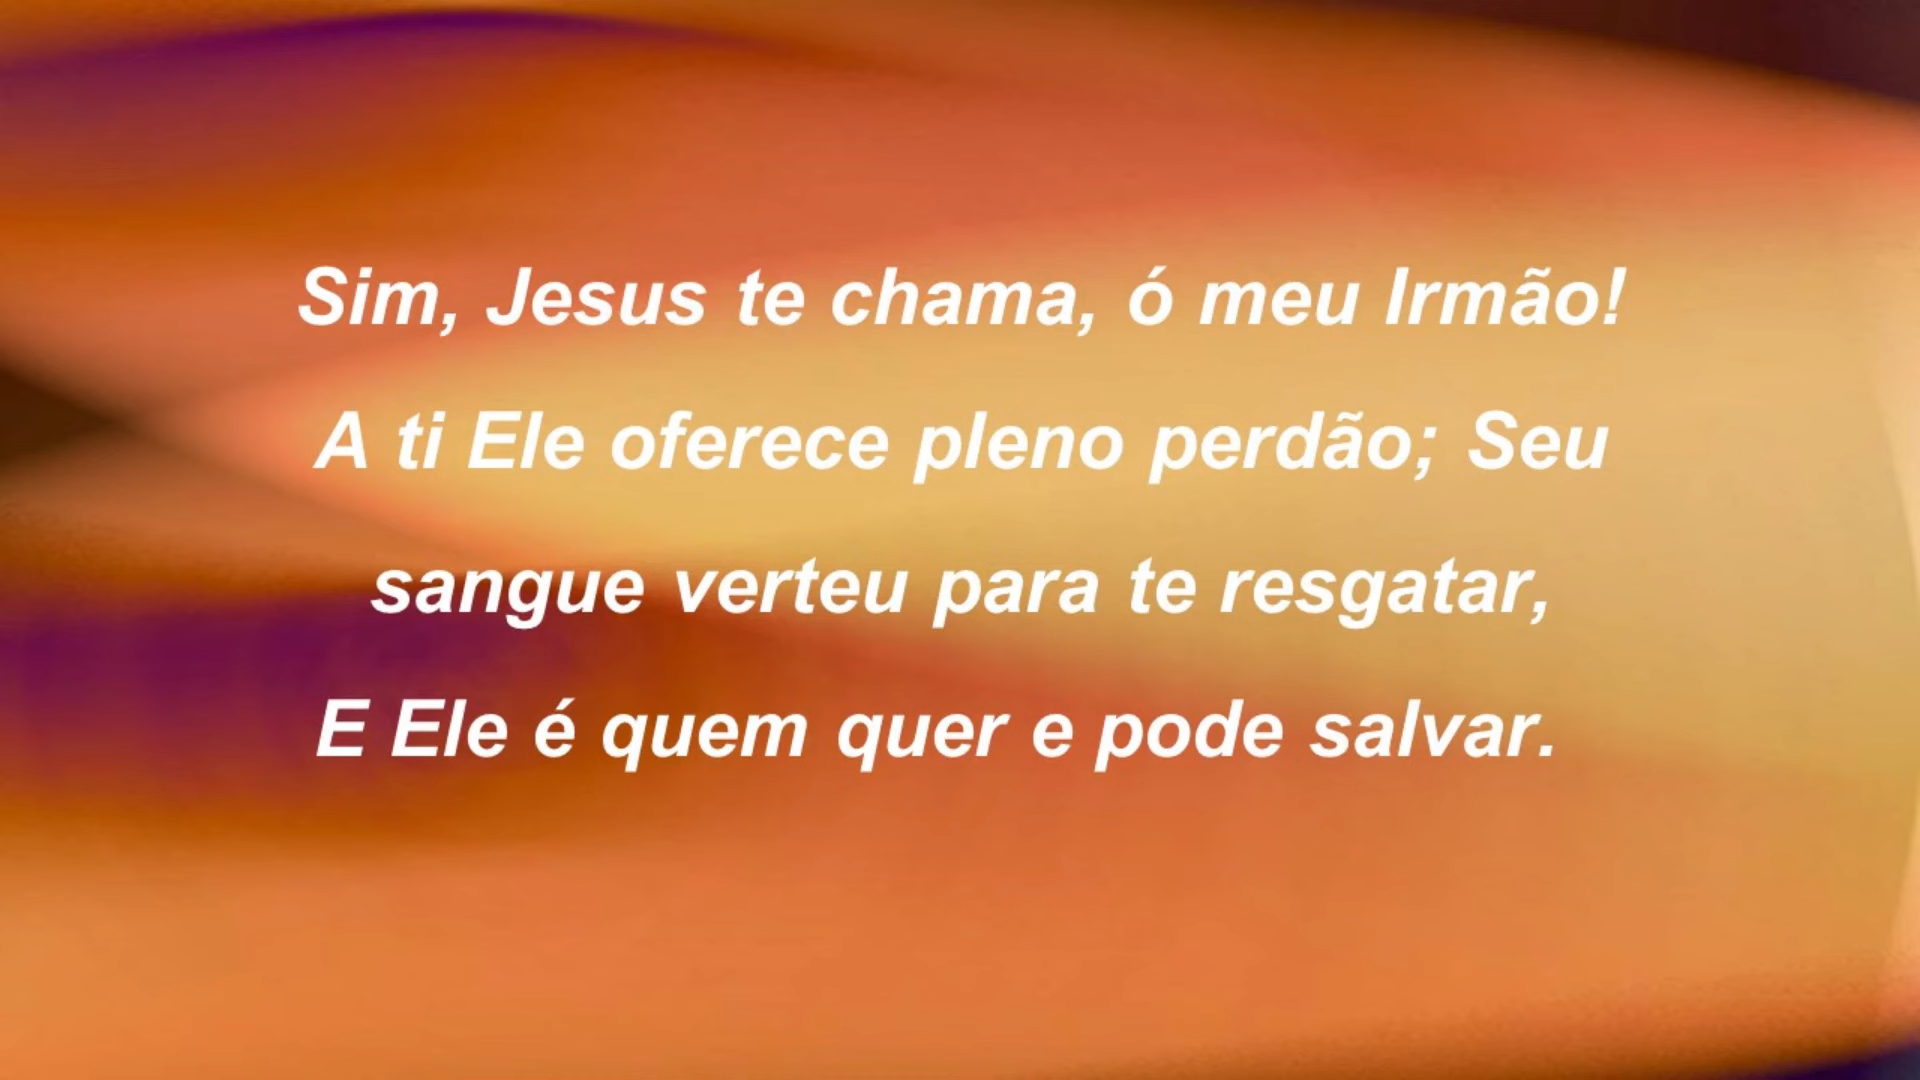 Sim, Jesus te chama, ó meu Irmão!
A ti Ele oferece pleno perdão; Seu
sangue verteu para te resgatar,
E Ele é quem quer e pode salvar.